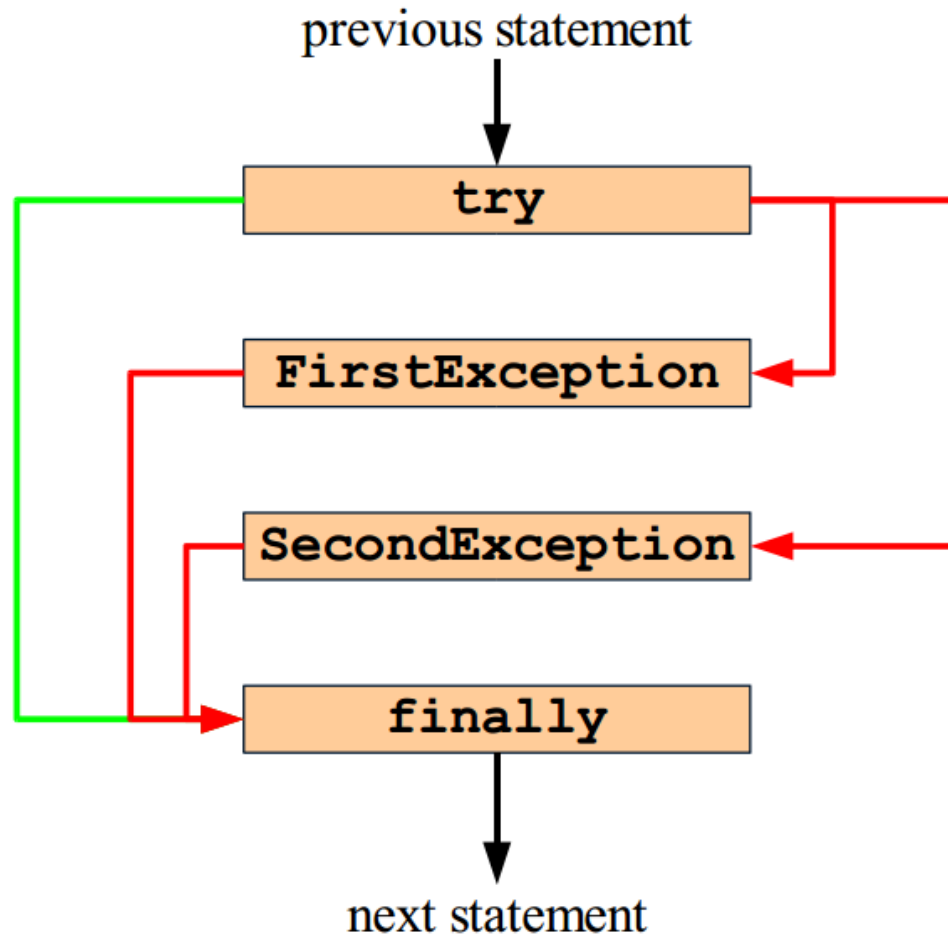 previous statement
try
FirstException
SecondException
finally
next statement